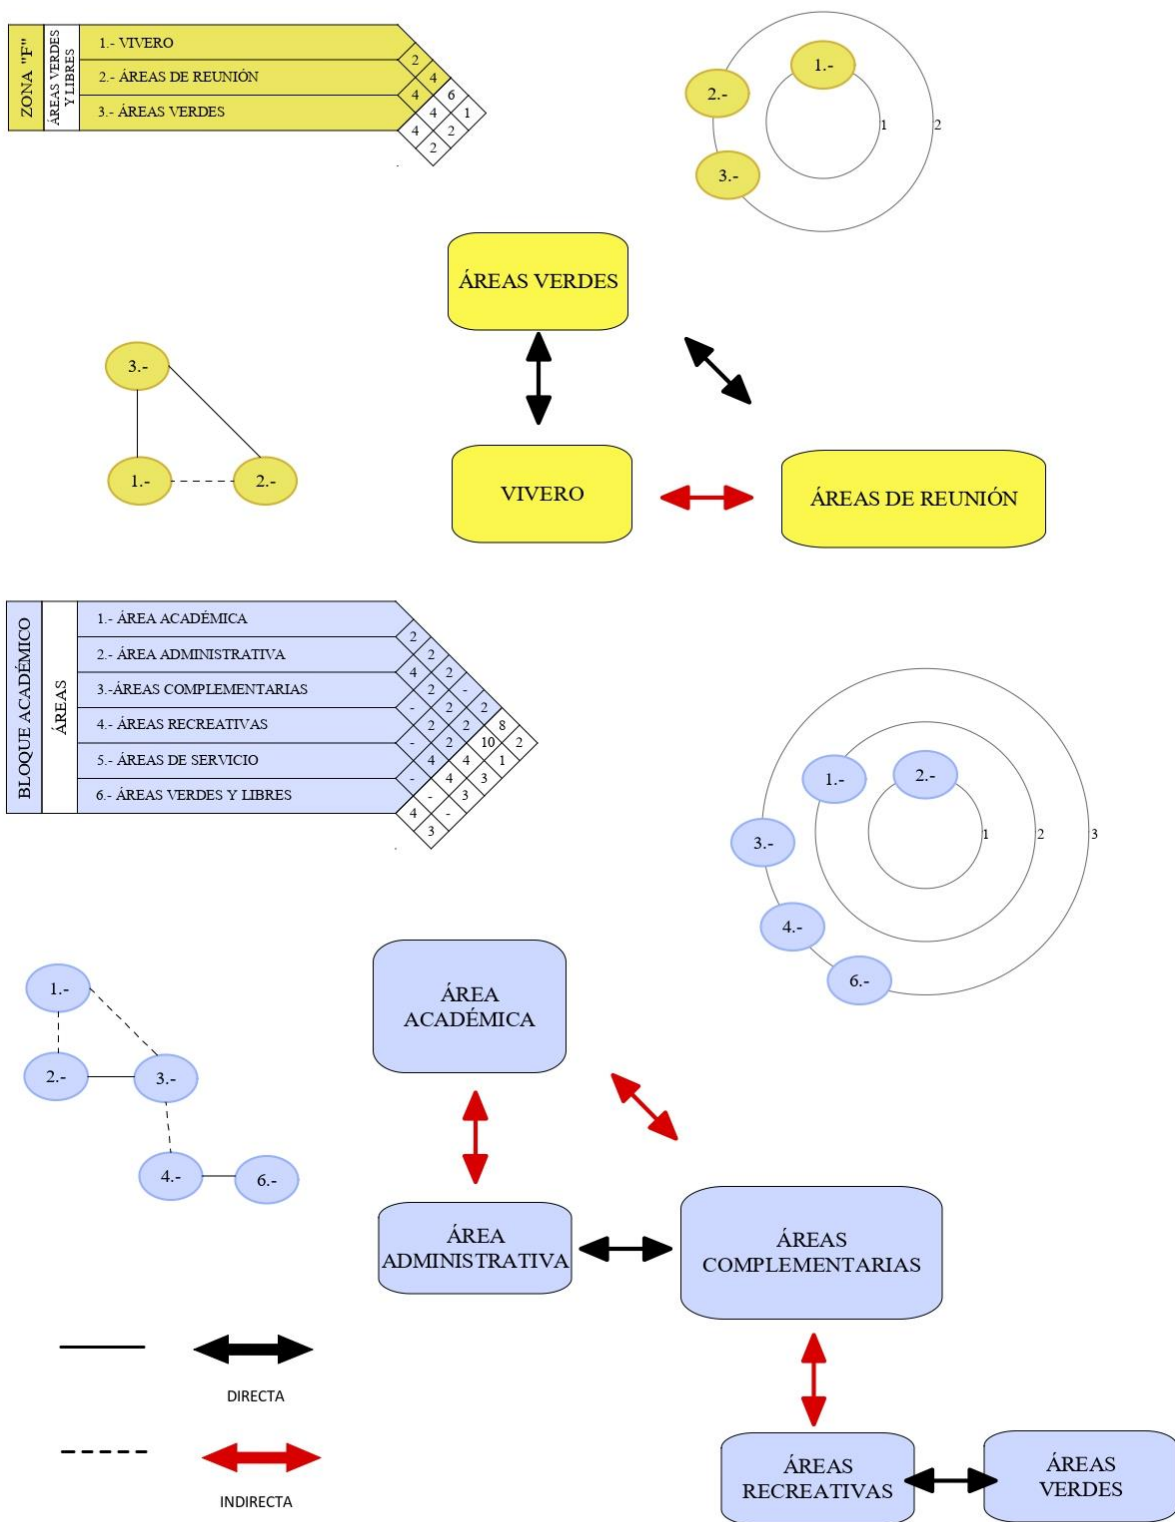 ZONA "F"
ÁREAS VERDES
Y LIBRES
1.- VIVERO
2.- ÁREAS DE REUNIÓN
3.- ÁREAS VERDES
2
4
4
6
4
1
4
2
2
1.-
2.-
3.-
1
2
ÁREAS VERDES
3.-
1.-
2.-
VIVERO
ÁREAS DE REUNIÓN
BLOQUE ACADÉMICO
ÁREAS
1.- ÁREA ACADÉMICA
2.- ÁREA ADMINISTRATIVA
3.-ÁREAS COMPLEMENTARIAS
4.- ÁREAS RECREATIVAS
5.- ÁREAS DE SERVICIO
6.- ÁREAS VERDES Y LIBRES
2
2
4 2
2 -
- 2 2
2 2 8
- 2 10 2
4 4 1
- 4 3
- 3
4 -
3
1.-
2.-
3.-
4.-
6.-
1
2
3
ÁREA
ACADÉMICA
1.-
2.-
3.-
4.-
6.-
ÁREA
ADMINISTRATIVA
ÁREAS
COMPLEMENTARIAS
DIRECTA
INDIRECTA
ÁREAS
RECREATIVAS
ÁREAS
VERDES